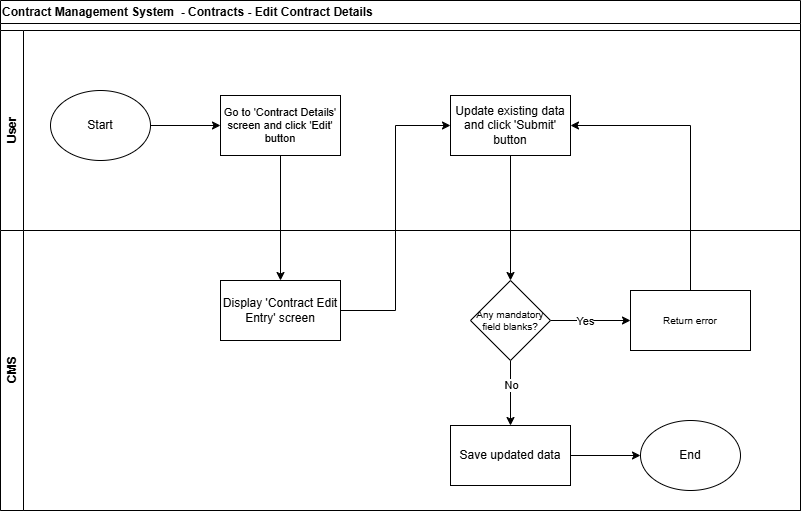 Contract Management System  - Contracts - Edit Contract Details
User
Start
Go to 'Contract Details'
screen and click 'Edit'
button
Update existing data
and click 'Submit'
button
CMS
Display 'Contract Edit
Entry' screen
Any mandatory
field blanks?
Yes
Return error
No
Save updated data
End